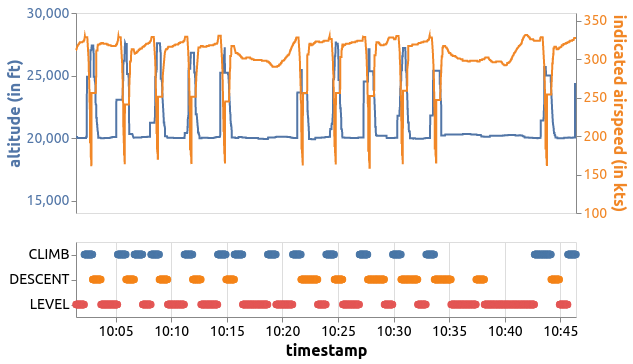 30,000
25,000
20,000
15,000
altitude (in ft)
350
300
250
200
150
100
indicated airspeed (in kts)
CLIMB
DESCENT
LEVEL
10:05 10:10 10:15 10:20 10:25 10:30 10:35 10:40 10:45
timestamp